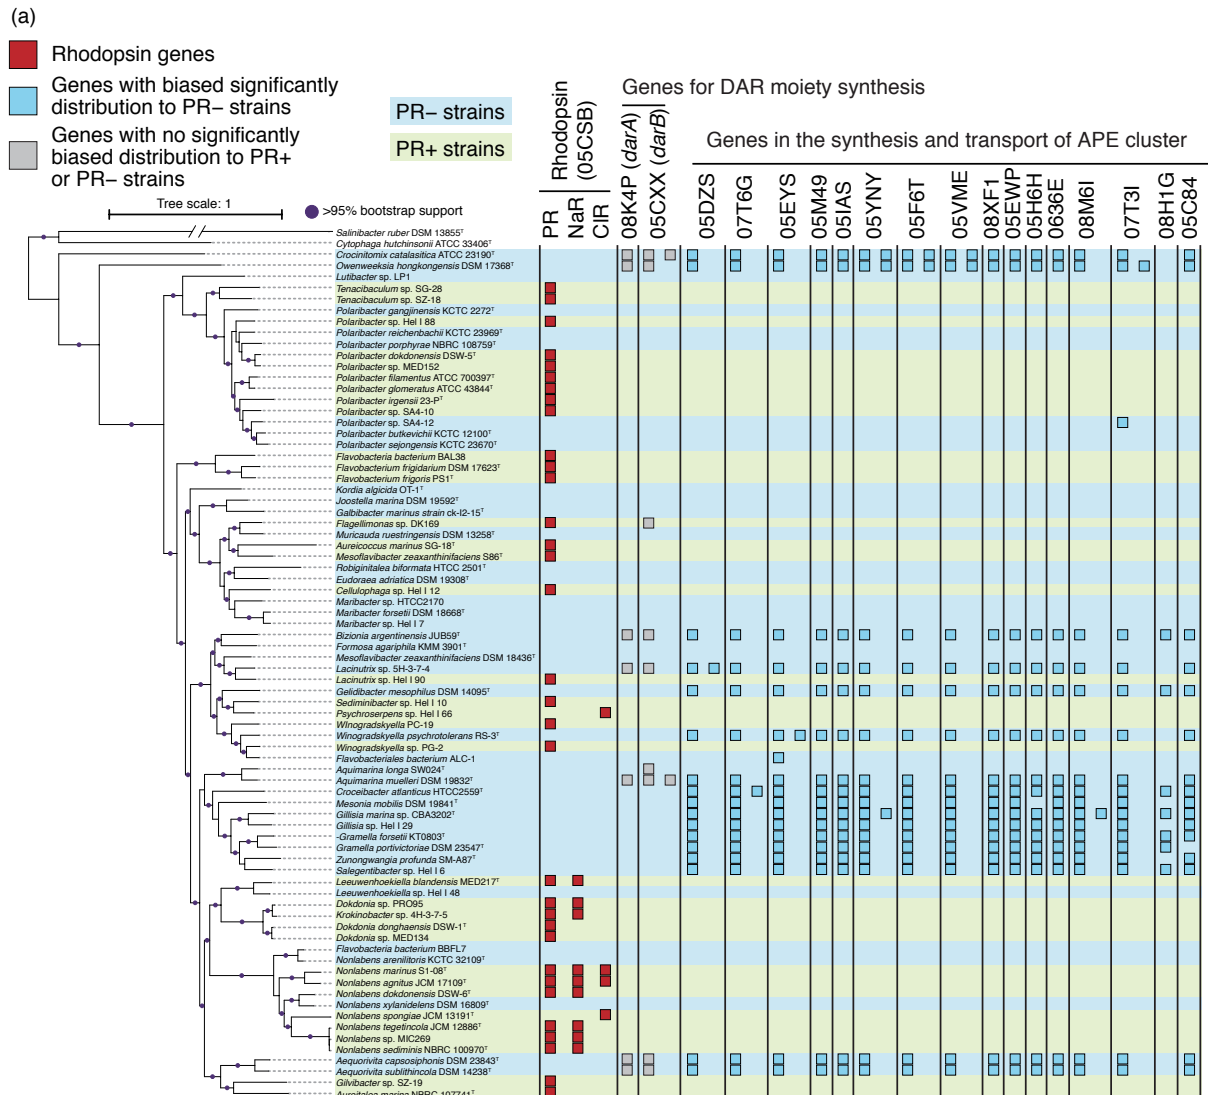 (a)
Rhodopsin genes
Genes with biased significantly
distribution to PR− strains
Genes with no significantly
biased distribution to PR+
or PR− strains
PR− strains
PR+ strains
Tree scale: 1
>95% bootstrap support
Rhodopsin
(05CSB)
PR
NaR
ClR
Genes for DAR moiety synthesis
08K4P (darA)
05CXX (darB)
Genes in the synthesis and transport of APE cluster
05DZS
07T6G
05EYS
05M49
05IAS
05YNY
05F6T
05VME
08XF1
05EWP
05H6H
0636E
08M6I
07T3I
08H1G
05C84
Salinibacter ruber DSM 13855ᵀ
Cytophaga hutchinsonii ATCC 33406ᵀ
Crocinitomix catalasitica ATCC 23190ᵀ
Owenweeksia hongkongensis DSM 17368ᵀ
Lutibacter sp. LP1
Tenacibaculum sp. SG-28
Tenacibaculum sp. SZ-18
Polaribacter gangjinensis KCTC 2272ᵀ
Polaribacter sp. Hel I 88
Polaribacter reichenbachii KCTC 23969ᵀ
Polaribacter porphyrae NBRC 108759ᵀ
Polaribacter dokdonensis DSW-5ᵀ
Polaribacter sp. MED152
Polaribacter filamentus ATCC 700397ᵀ
Polaribacter glomeratus ATCC 43844ᵀ
Polaribacter irgensii 23-Pᵀ
Polaribacter sp. SA4-10
Polaribacter sp. SA4-12
Polaribacter butkevichii KCTC 12100ᵀ
Polaribacter sejongensis KCTC 23670ᵀ
Flavobacteria bacterium BAL38
Flavobacterium frigidarium DSM 17623ᵀ
Flavobacterium frigoris PS1ᵀ
Kordia algicida OT-1ᵀ
Joostella marina DSM 19592ᵀ
Galbibacter marinus strain ck-I2-15ᵀ
Flagellimonas sp. DK169
Muricauda ruestringensis DSM 13258ᵀ
Aureicoccus marinus SG-18ᵀ
Mesoflavibacter zeaxanthinifaciens S86ᵀ
Robiginitalea biformata HTCC 2501ᵀ
Eudoraea adriatica DSM 19308ᵀ
Cellulophaga sp. Hel I 12
Maribacter sp. HTCC2170
Maribacter forsetii DSM 18668ᵀ
Maribacter sp. Hel I 7
Bizionia argentinensis JUB59ᵀ
Formosa agariphila KMM 3901ᵀ
Mesoflavibacter zeaxanthinifaciens DSM 18436ᵀ
Lacinutrix sp. 5H-3-7-4
Lacinutrix sp. Hel I 90
Gelidibacter mesophilus DSM 14095ᵀ
Sediminibacter sp. Hel I 10
Psychroserpens sp. Hel I 66
Winogradskyella PC-19
Winogradskyella psychrotolerans RS-3ᵀ
Winogradskyella sp. PG-2
Flavobacteriales bacterium ALC-1
Aquimarina longa SW024ᵀ
Aquimarina muelleri DSM 19832ᵀ
Croceibacter atlanticus HTCC2559ᵀ
Mesonia mobilis DSM 19841ᵀ
Gillisia marina sp. CBA3202ᵀ
Gillisia sp. Hel I 29
-Gramella forsetii KT0803ᵀ
Gramella portivictoriae DSM 23547ᵀ
Zunongwangia profunda SM-A87ᵀ
Salegentibacter sp. Hel I 6
Leeuwenhoekiella blandensis MED217ᵀ
Leeuwenhoekiella sp. Hel I 48
Dokdonia sp. PRO95
Krokinobacter sp. 4H-3-7-5
Dokdonia donghaensis DSW-1ᵀ
Dokdonia sp. MED134
Flavobacteria bacterium BBFL7
Nonlabens arenilitoris KCTC 32109ᵀ
Nonlabens marinus S1-08ᵀ
Nonlabens agnitus JCM 17109ᵀ
Nonlabens dokdonensis DSW-6ᵀ
Nonlabens xylanidelens DSM 16809ᵀ
Nonlabens spongiae JCM 13191ᵀ
Nonlabens tegetincola JCM 12886ᵀ
Nonlabens sp. MIC269
Nonlabens sediminis NBRC 100970ᵀ
Aequorivita capsosiphonis DSM 23843ᵀ
Aequorivita sublithincola DSM 14238ᵀ
Gilvibacter sp. SZ-19
Aureitalea marina NBRC 107741ᵀ